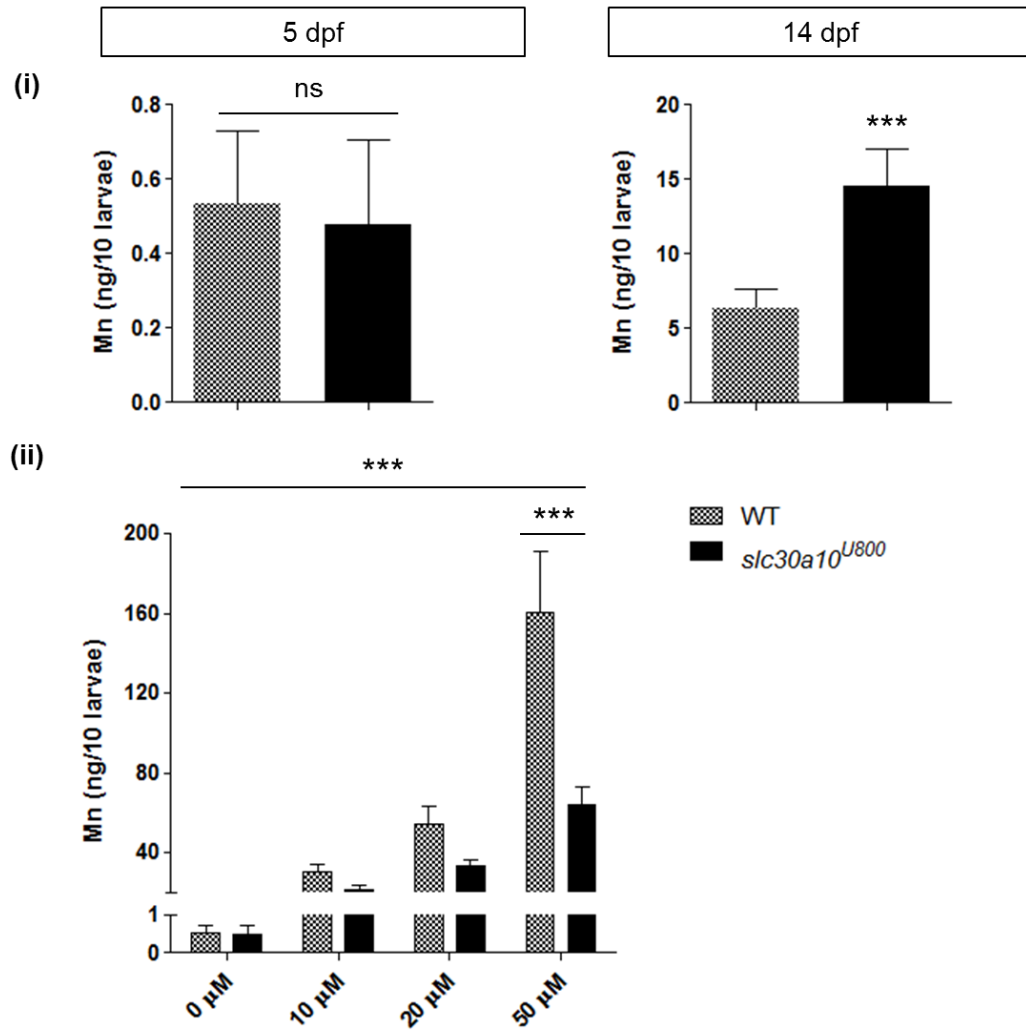 5 dpf
14 dpf
(i)
ns
0.8
0.6
0.4
0.2
0.0
Mn (ng/10 larvae)
***
20
15
10
5
0
Mn (ng/10 larvae)
(ii)
***
***
200
160
120
80
40
1
0
Mn (ng/10 larvae)
0 µM
10 µM
20 µM
50 µM
WT
slc30a10^U800